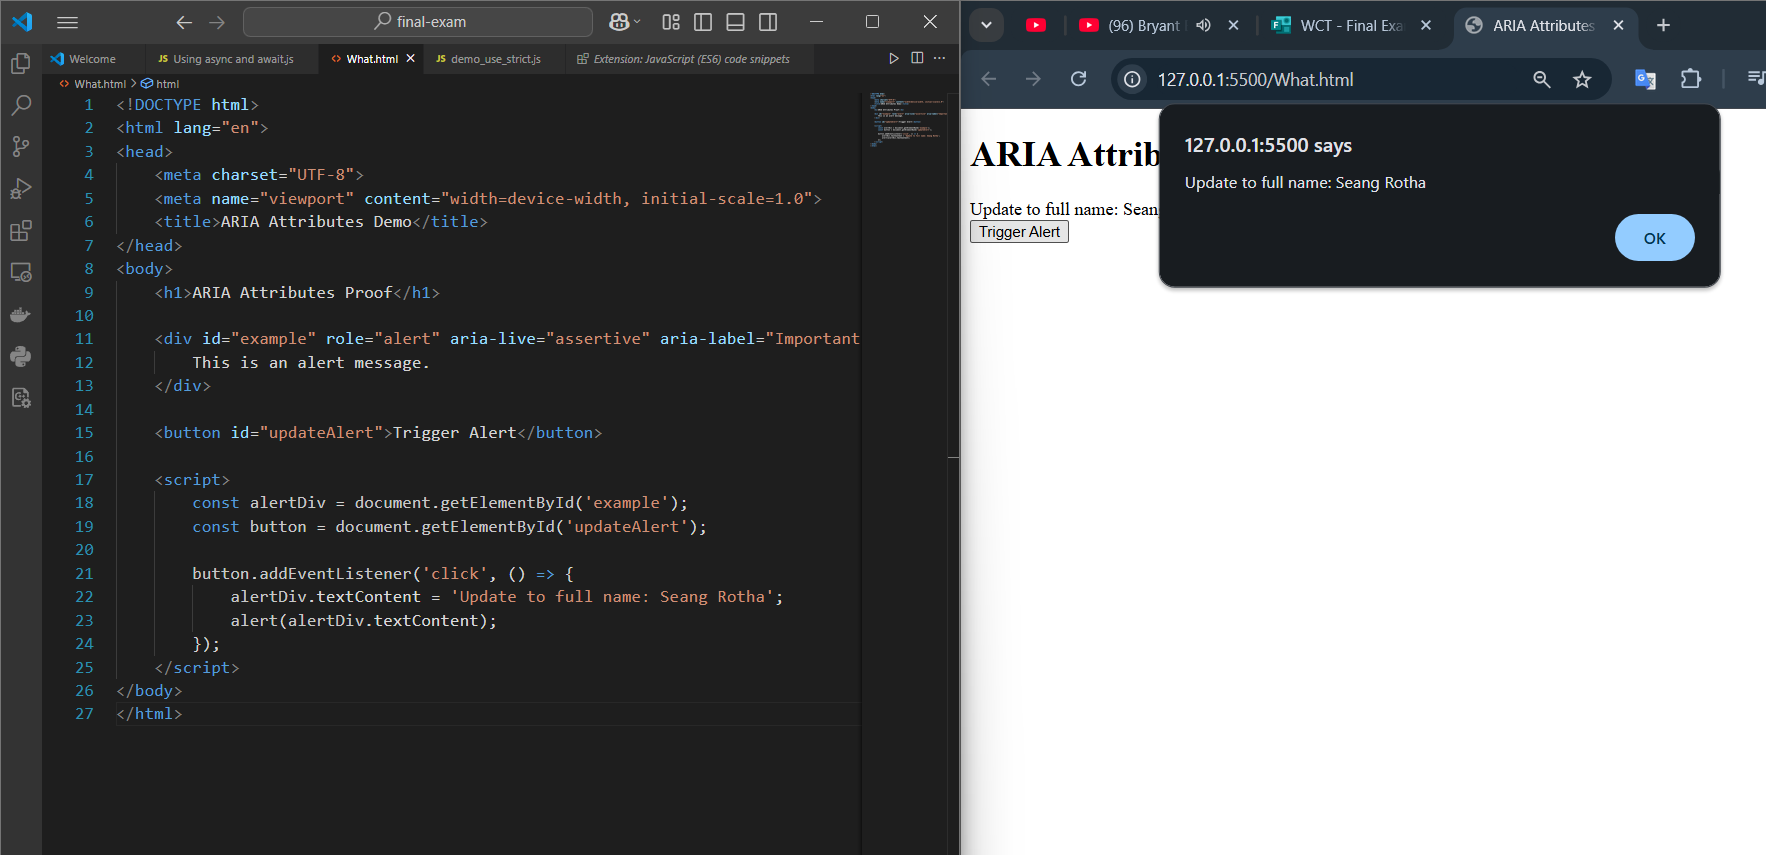 final-exam
Welcome
JS Using async and await.js
What.html
JS demo_use_strict.js
Extension: JavaScript (ES6) code snippets
What.html > html
1 <!DOCTYPE html>
2 <html lang="en">
3 <head>
4 <meta charset="UTF-8">
5 <meta name="viewport" content="width=device-width, initial-scale=1.0">
6 <title>ARIA Attributes Demo</title>
7 </head>
8 <body>
9 <h1>ARIA Attributes Proof</h1>
10
11 <div id="example" role="alert" aria-live="assertive" aria-label="Important
12 This is an alert message.
13 </div>
14
15 <button id="updateAlert">Trigger Alert</button>
16
17 <script>
18 const alertDiv = document.getElementById('example');
19 const button = document.getElementById('updateAlert');
20
21 button.addEventListener('click', () => {
22 alertDiv.textContent = 'Update to full name: Seang Rotha';
23 alert(alertDiv.textContent);
24 });
25 </script>
26 </body>
27 </html>
(96) Bryant
WCT - Final Exa
ARIA Attributes
127.0.0.1:5500/What.html
ARIA Attrib
Update to full name: Sean
Trigger Alert
127.0.0.1:5500 says
Update to full name: Seang Rotha
OK